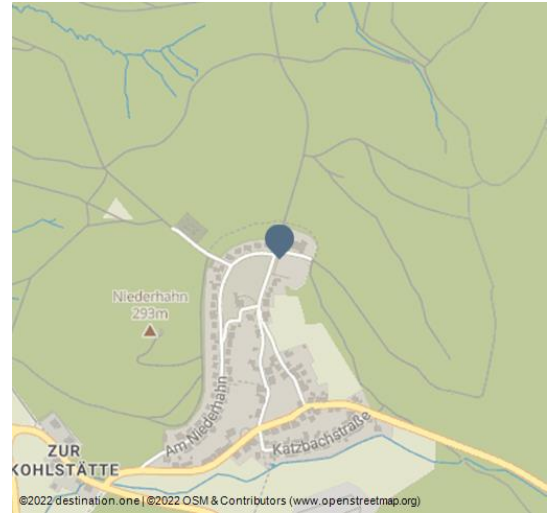 Niederhahn
293m
Am Niederhahn
Katzbachstraße
ZUR
KOHLSTÄTTE
©2022 destination.one | ©2022 OSM & Contributors (www.openstreetmap.org)